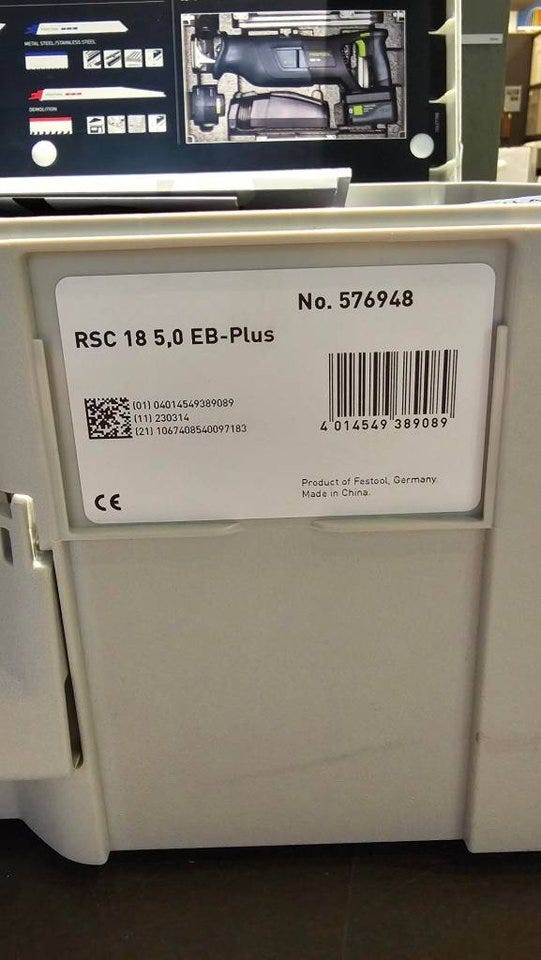 METAL STEEL/STAINLESS STEEL
DEMOLITION
FESTOOL
No. 576948
RSC 18 5,0 EB-Plus
(01) 04014549389089
(11) 230314
(21) 1067408540097183
4 014549 389089
CE
Product of Festool, Germany.
Made in China.